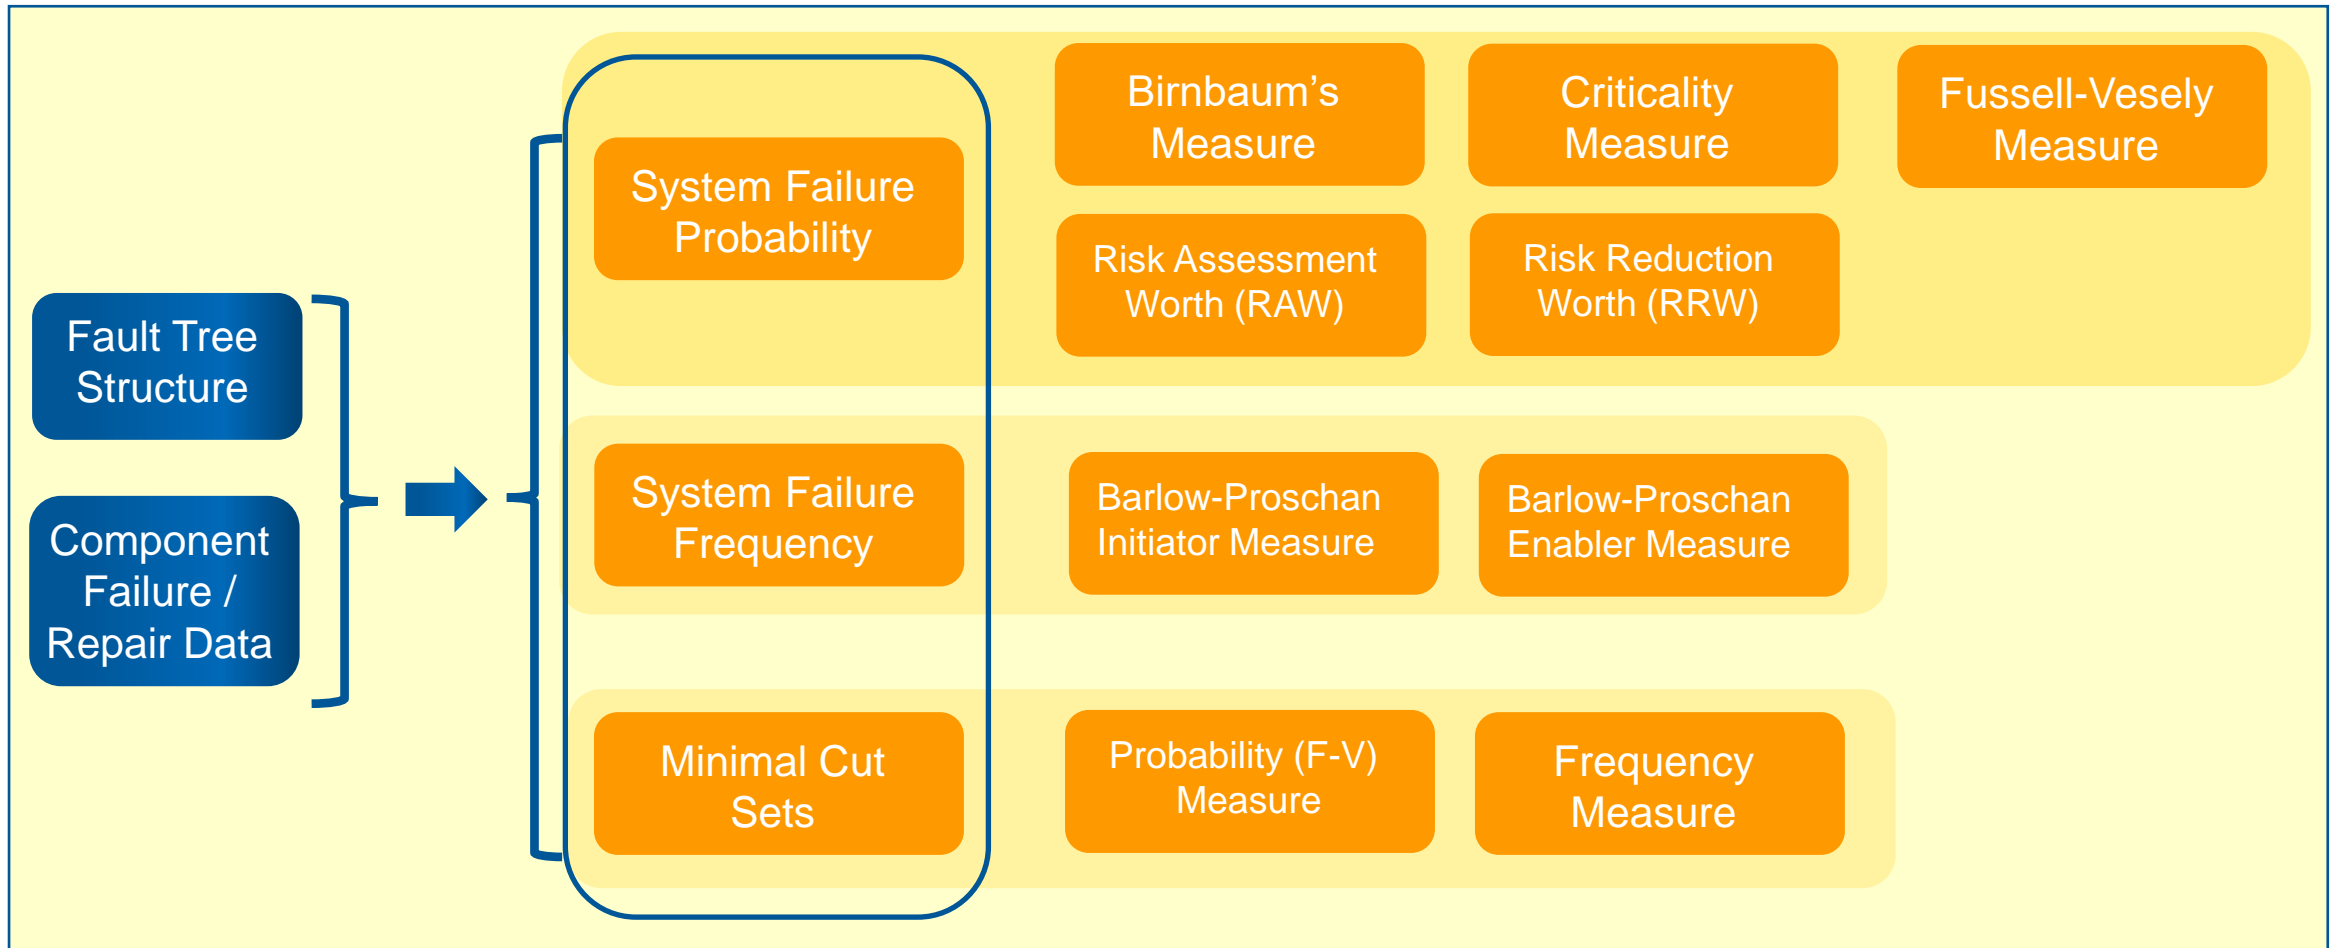 Fault Tree
Structure
Component
Failure /
Repair Data
System Failure
Probability
Birnbaum’s
Measure
Criticality
Measure
Fussell-Vesely
Measure
Risk Assessment
Worth (RAW)
Risk Reduction
Worth (RRW)
System Failure
Frequency
Barlow-Proschan
Initiator Measure
Barlow-Proschan
Enabler Measure
Minimal Cut
Sets
Probability (F-V)
Measure
Frequency
Measure